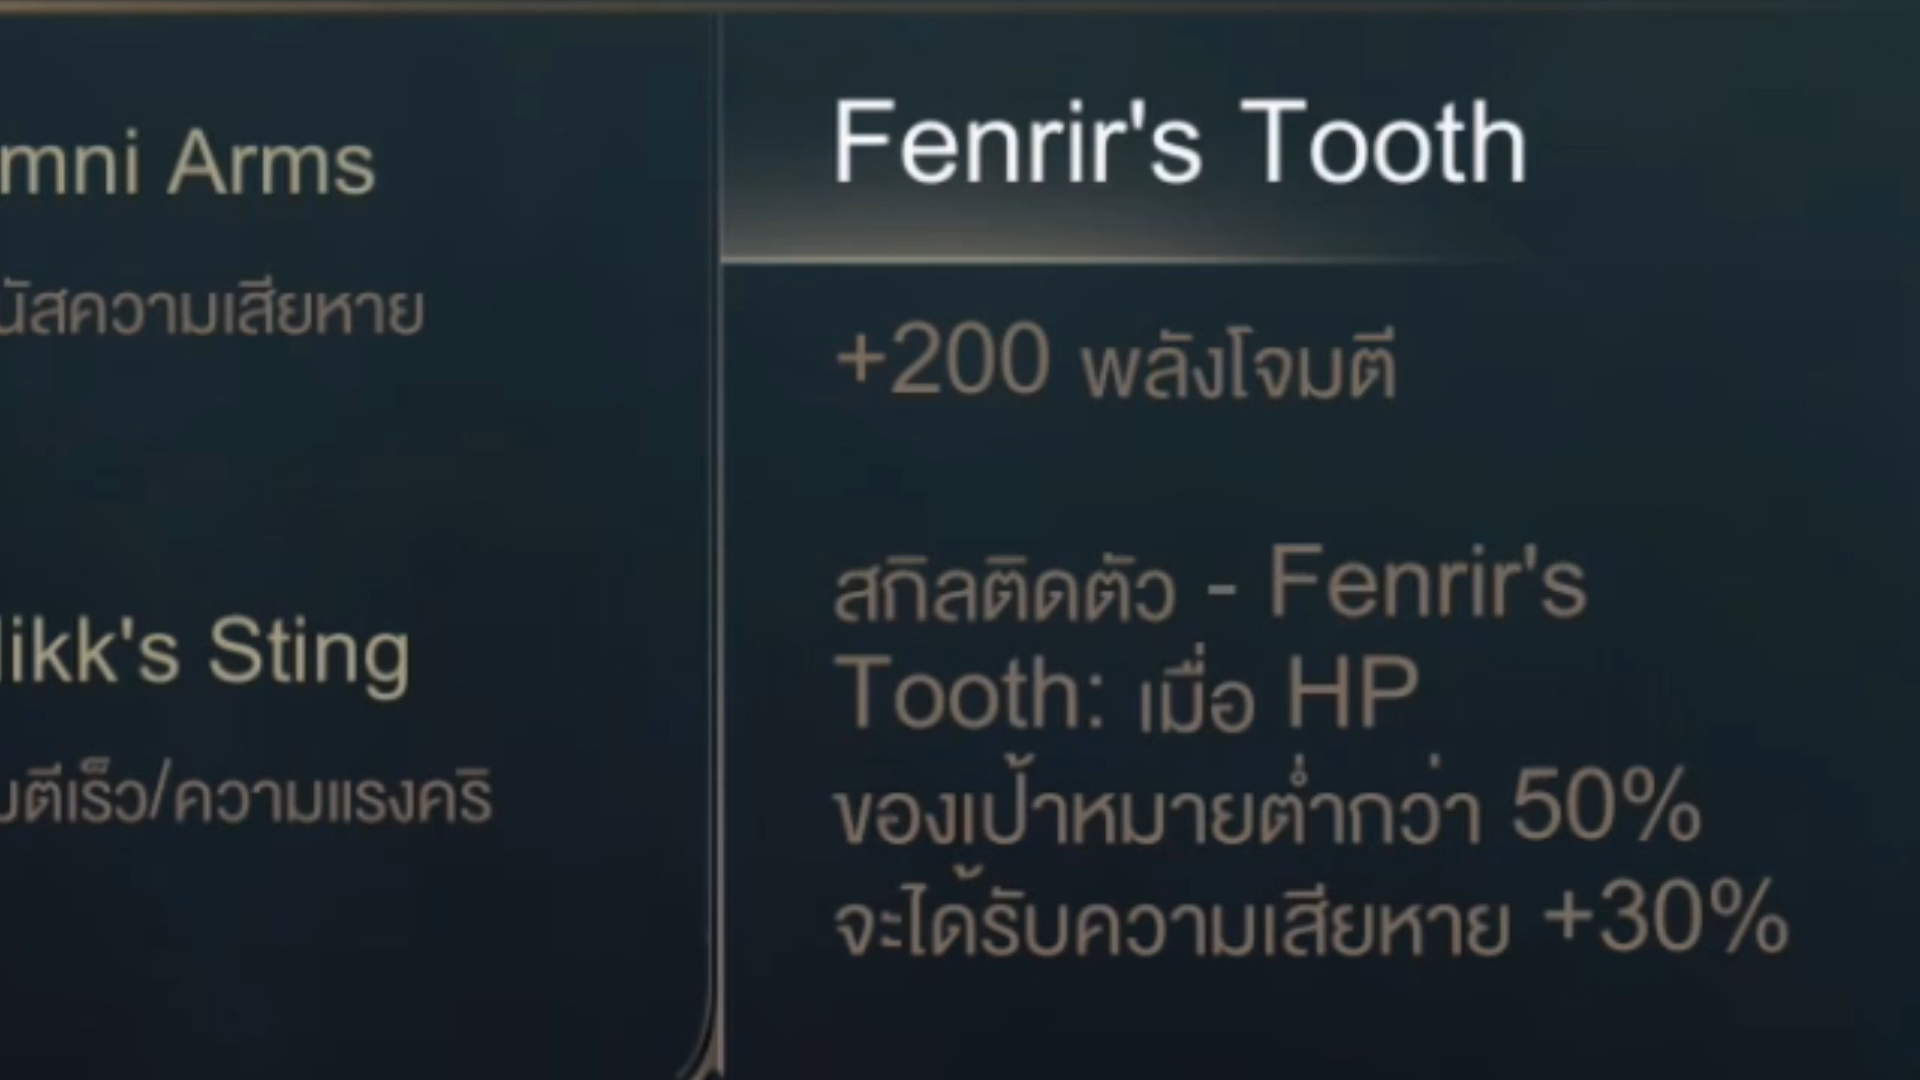 mni Arms
นัสความเสียหาย
likk's Sting
มตีเร็ว/ความแรงคริ
Fenrir's Tooth
+200 พลังโจมตี
สกิลติดตัว - Fenrir's
Tooth: เมื่อ HP
ของเป้าหมายต่ำกว่า 50%
จะได้รับความเสียหาย +30%